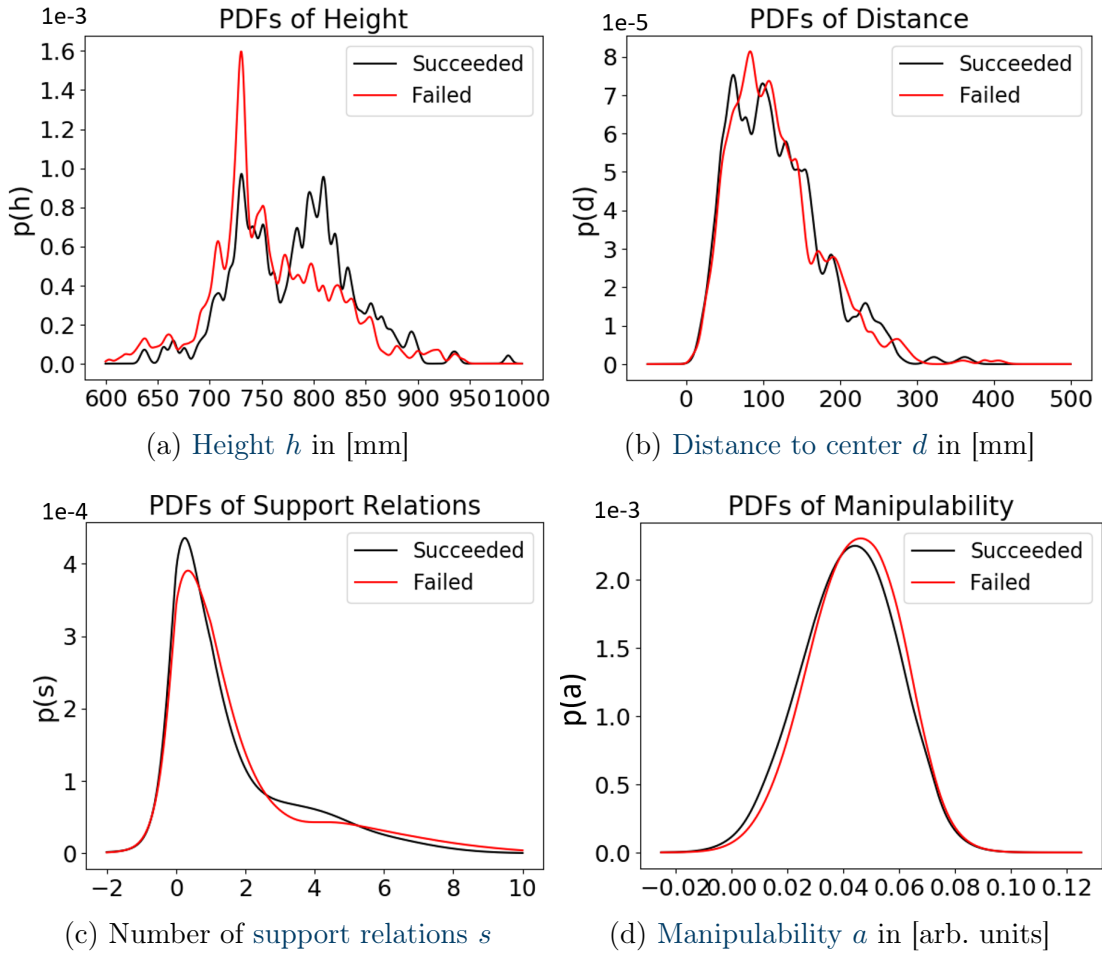 PDFs of Height
1e-3
Succeeded
Failed
p(h)
1.6
1.4
1.2
1.0
0.8
0.6
0.4
0.2
0.0
600 650 700 750 800 850 900 950 1000
(a) Height h in [mm]
PDFs of Distance
1e-5
Succeeded
Failed
p(d)
8
7
6
5
4
3
2
1
0
0 100 200 300 400 500
(b) Distance to center d in [mm]
PDFs of Support Relations
1e-4
Succeeded
Failed
p(s)
4
3
2
1
0
−2 0 2 4 6 8 10
(c) Number of support relations s
PDFs of Manipulability
1e-3
Succeeded
Failed
p(a)
2.0
1.5
1.0
0.5
0.0
−0.02 0.00 0.02 0.04 0.06 0.08 0.10 0.12
(d) Manipulability a in [arb. units]